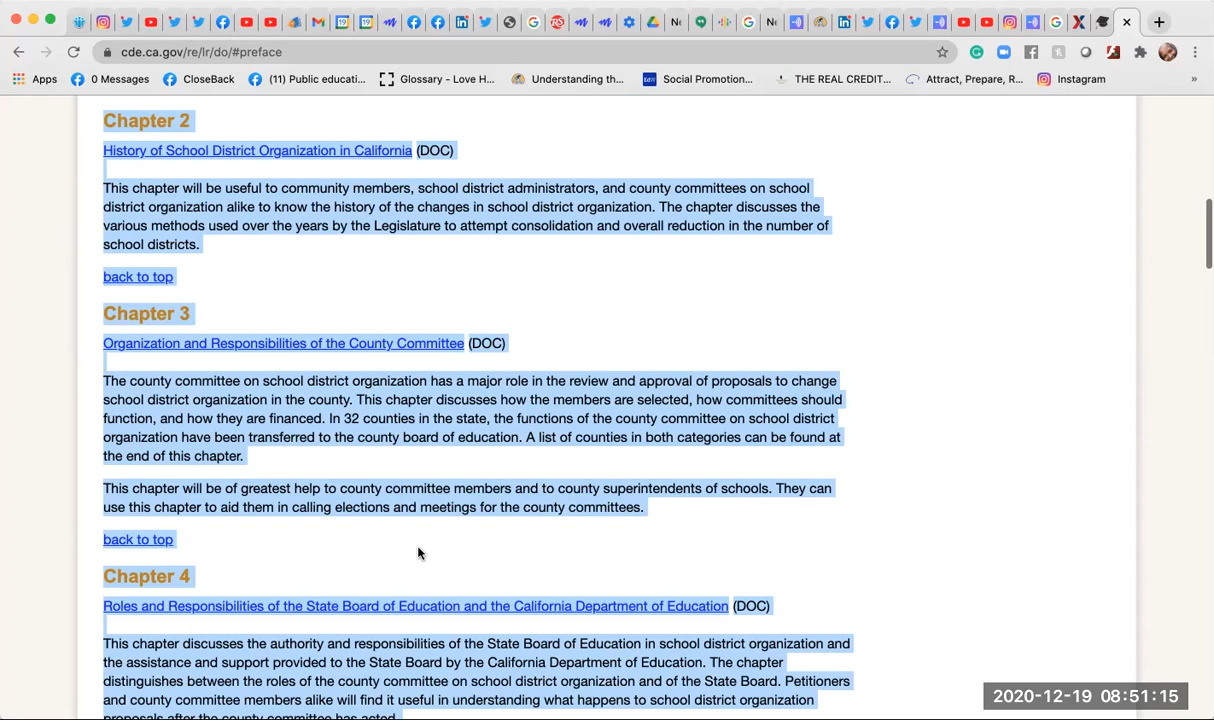 19
19
Ne
Ne
cde.ca.gov/re/lr/do/#preface
Apps
0 Messages
CloseBack
(11) Public educati...
Glossary - Love H...
Understanding th...
Social Promotion...
THE REAL CREDIT...
Attract, Prepare, R...
Instagram
»
Chapter 2
History of School District Organization in California (DOC)
This chapter will be useful to community members, school district administrators, and county committees on school
district organization alike to know the history of the changes in school district organization. The chapter discusses the
various methods used over the years by the Legislature to attempt consolidation and overall reduction in the number of
school districts.
back to top
Chapter 3
Organization and Responsibilities of the County Committee (DOC)
The county committee on school district organization has a major role in the review and approval of proposals to change
school district organization in the county. This chapter discusses how the members are selected, how committees should
function, and how they are financed. In 32 counties in the state, the functions of the county committee on school district
organization have been transferred to the county board of education. A list of counties in both categories can be found at
the end of this chapter.
This chapter will be of greatest help to county committee members and to county superintendents of schools. They can
use this chapter to aid them in calling elections and meetings for the county committees.
back to top
Chapter 4
Roles and Responsibilities of the State Board of Education and the California Department of Education (DOC)
This chapter discusses the authority and responsibilities of the State Board of Education in school district organization and
the assistance and support provided to the State Board by the California Department of Education. The chapter
distinguishes between the roles of the county committee on school district organization and of the State Board. Petitioners
and county committee members alike will find it useful in understanding what happens to school district organization
proposals after the county committee has acted.
2020-12-19 08:51:15